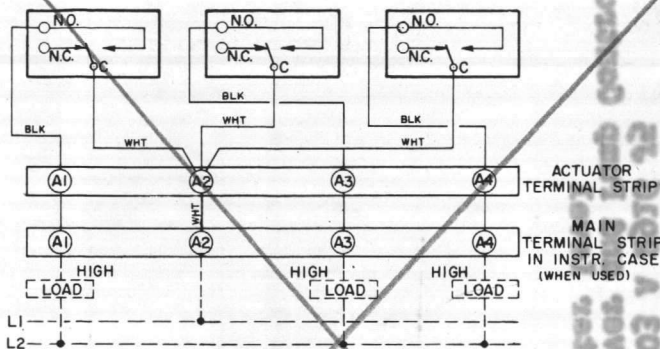 N.O. N.O. N.O.
N.C. N.C. N.C.
C C C
BLK
WHT WHT
BLK BLK
WHT WHT
A1 A2 A3 A4
ACTUATOR
TERMINAL STRIP
WHT
A1 A2 A3 A4
MAIN
TERMINAL STRIP
IN INSTR. CASE
(WHEN USED)
HIGH HIGH HIGH
LOAD LOAD LOAD
L1
L2